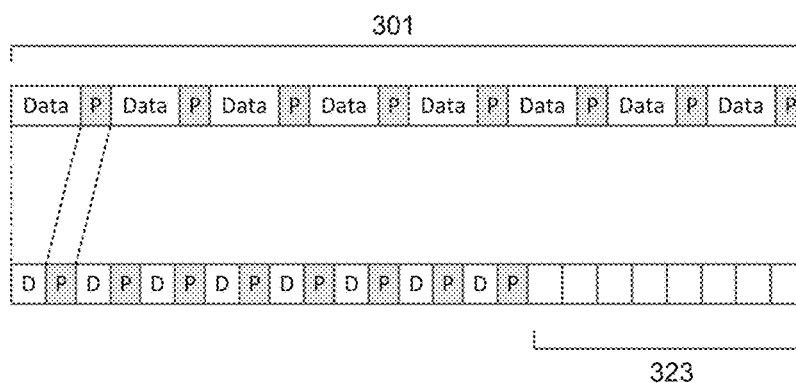 301
Data P Data P Data P Data P Data P Data P Data P Data P
D P D P D P D P D P D P D P D P
323